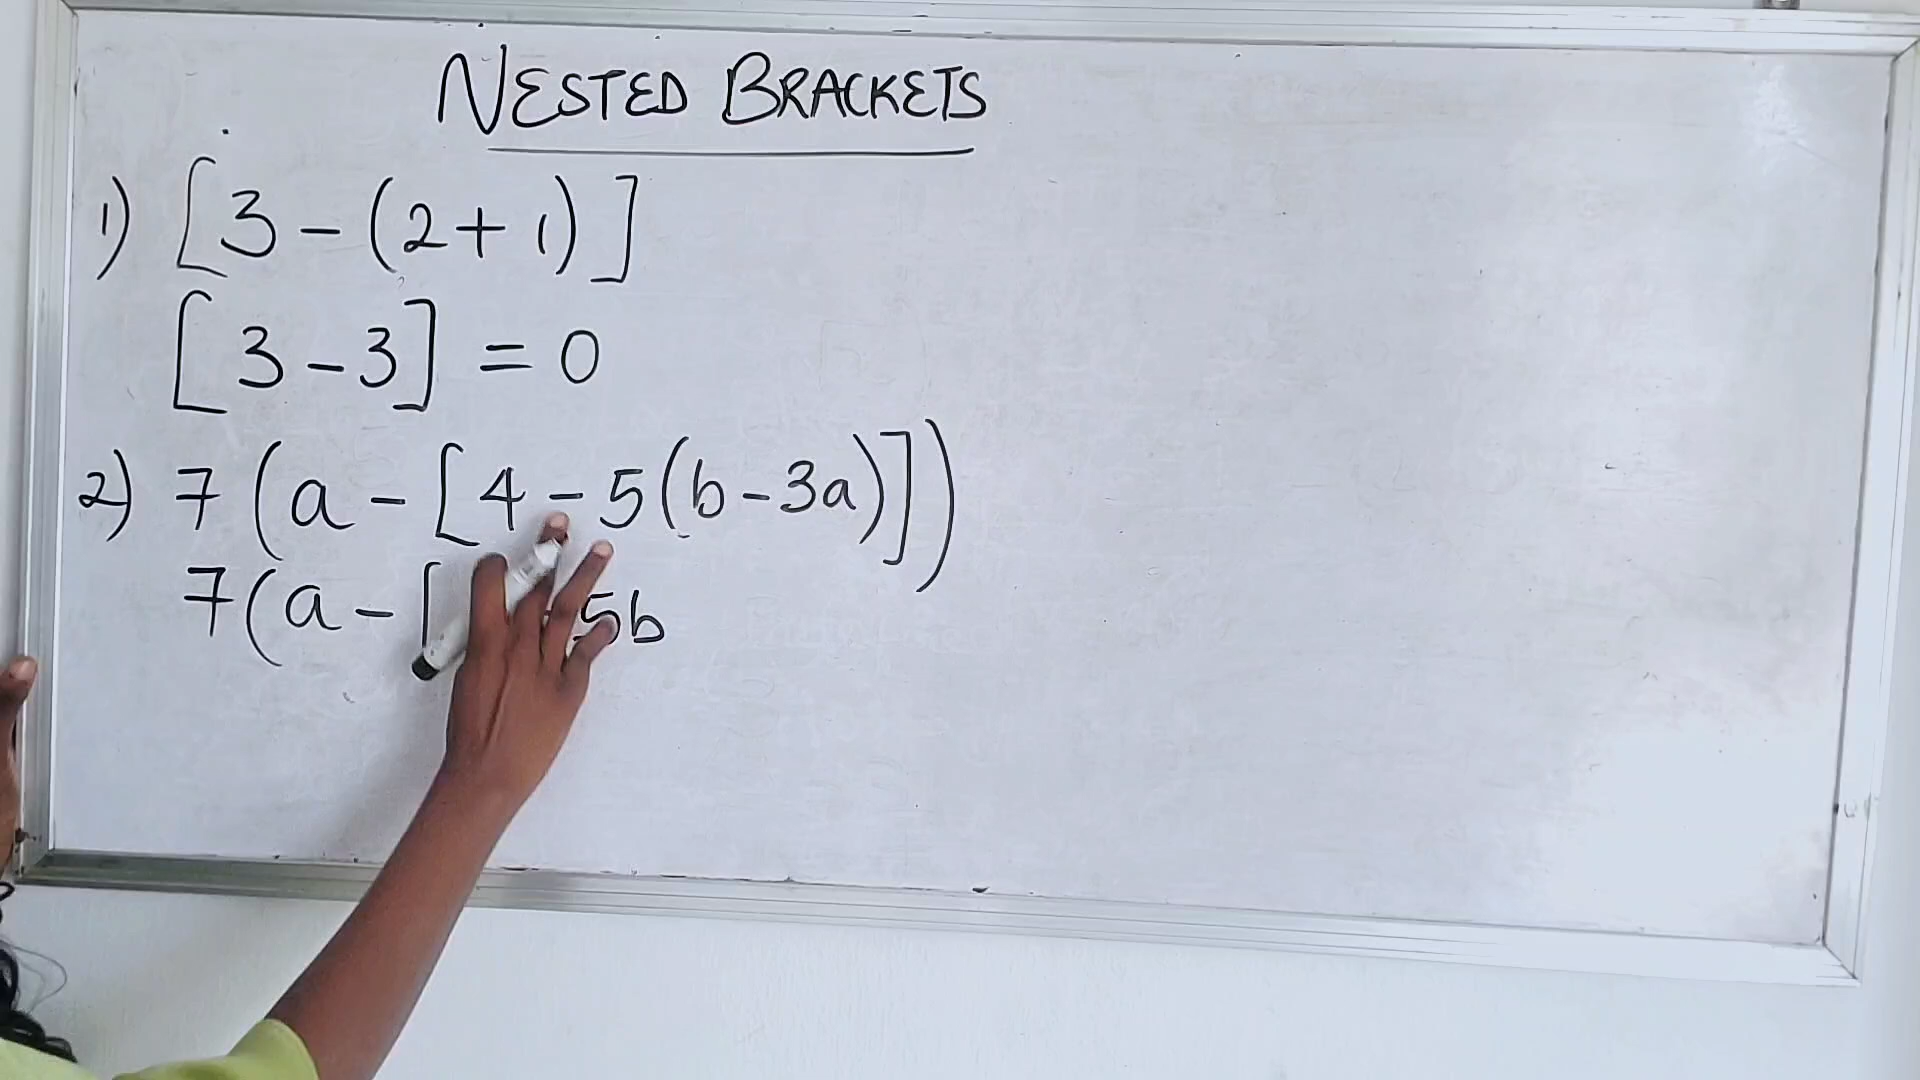 NESTED BRACKETS
1) [3 - (2 + 1)]
[3 - 3] = 0
2) 7(a - [4 - 5(b - 3a)])
7(a - [ - 5b